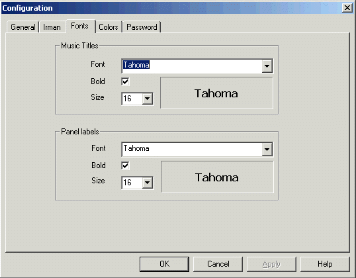 Configuration
General Irman Fonts Colors Password
Music Titles
Font Tahoma
Bold
Size 16
Tahoma
Panel labels
Font Tahoma
Bold
Size 16
Tahoma
OK Cancel Apply Help